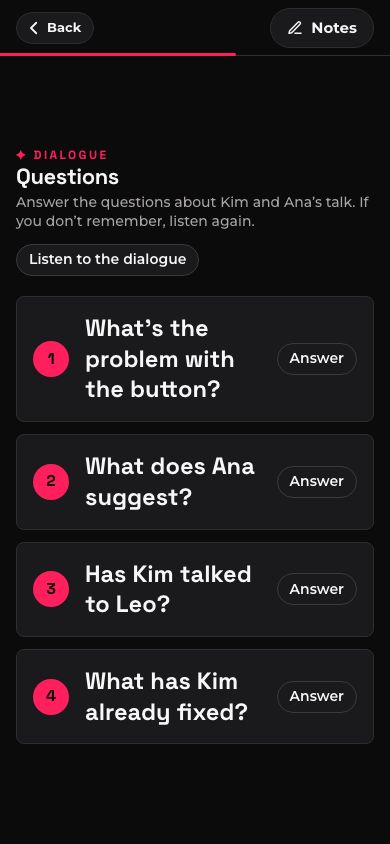 Back
Notes
DIALOGUE
Questions
Answer the questions about Kim and Ana's talk. If
you don't remember, listen again.
Listen to the dialogue
1
What's the
problem with
the button?
Answer
2
What does Ana
suggest?
Answer
3
Has Kim talked
to Leo?
Answer
4
What has Kim
already fixed?
Answer